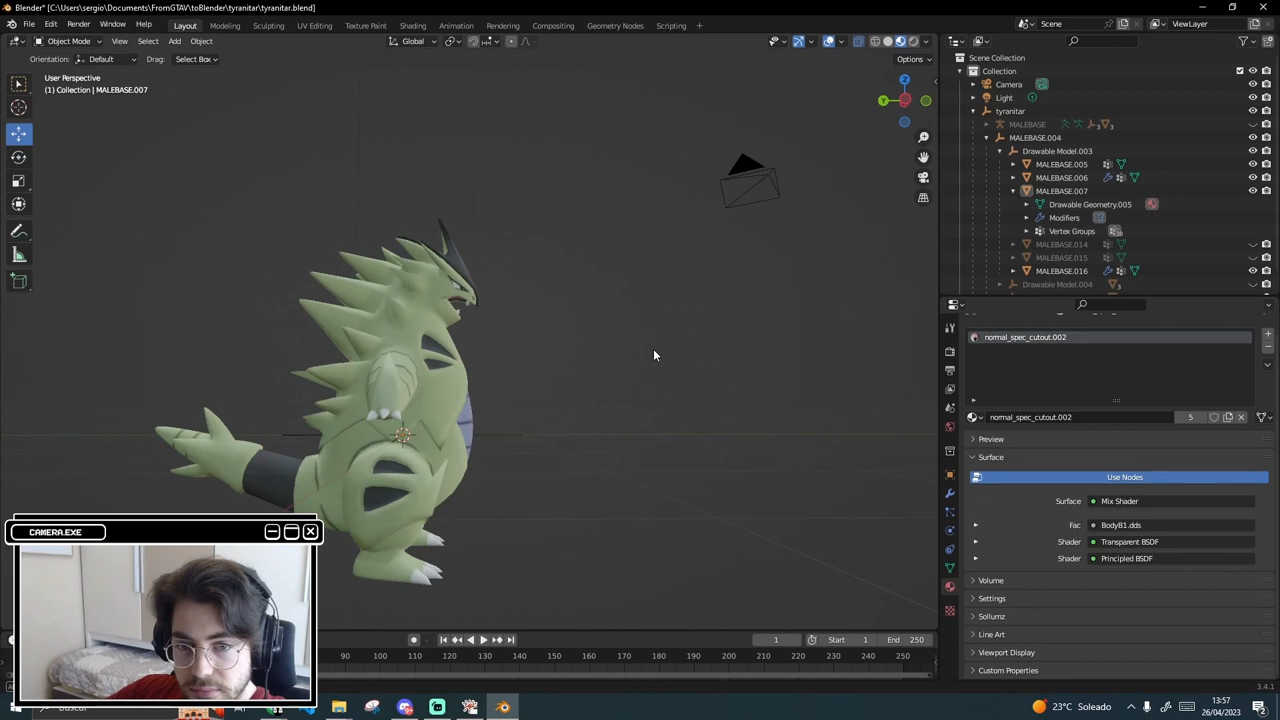 Blender* [C:\Users\sergio\Documents\FromGTAV\toBlender\tyranitar\tyranitar.blend]
File Edit Render Window Help Layout Modeling Sculpting UV Editing Texture Paint Shading Animation Rendering Compositing Geometry Nodes Scripting + Scene ViewLayer
Object Mode View Select Add Object Global
Orientation: Default Drag: Select Box Options
User Perspective
(1) Collection | MALEBASE.007
Z
Y
Scene Collection
Collection
Camera
Light
tyranitar
MALEBASE
MALEBASE.004
Drawable Model.003
MALEBASE.005
MALEBASE.006
MALEBASE.007
Drawable Geometry.005
Modifiers
Vertex Groups
MALEBASE.014
MALEBASE.015
MALEBASE.016
Drawable Model.004
normal_spec_cutout.002
normal_spec_cutout.002 5
Preview
Surface
Use Nodes
Surface Mix Shader
Fac BodyB1.dds
Shader Transparent BSDF
Shader Principled BSDF
Volume
Settings
Sollumz
Line Art
Viewport Display
Custom Properties
CAMERA.EXE
1 Start 1 End 250
90 100 110 120 130 140 150 160 170 180 190 200 210 220 230 240 250
3.4.1
Buscar
23°C Soleado
13:57
26/04/2023